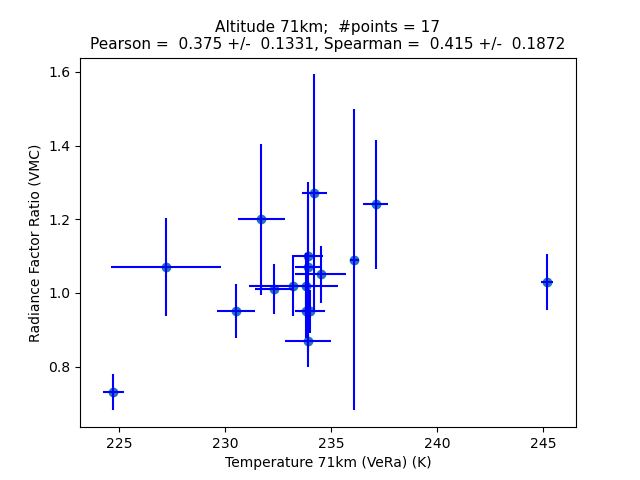 Altitude 71km;  #points = 17
Pearson =  0.375 +/-  0.1331, Spearman =  0.415 +/-  0.1872
1.6
1.4
1.2
1.0
0.8
Radiance Factor Ratio (VMC)
225
230
235
240
245
Temperature 71km (VeRa) (K)